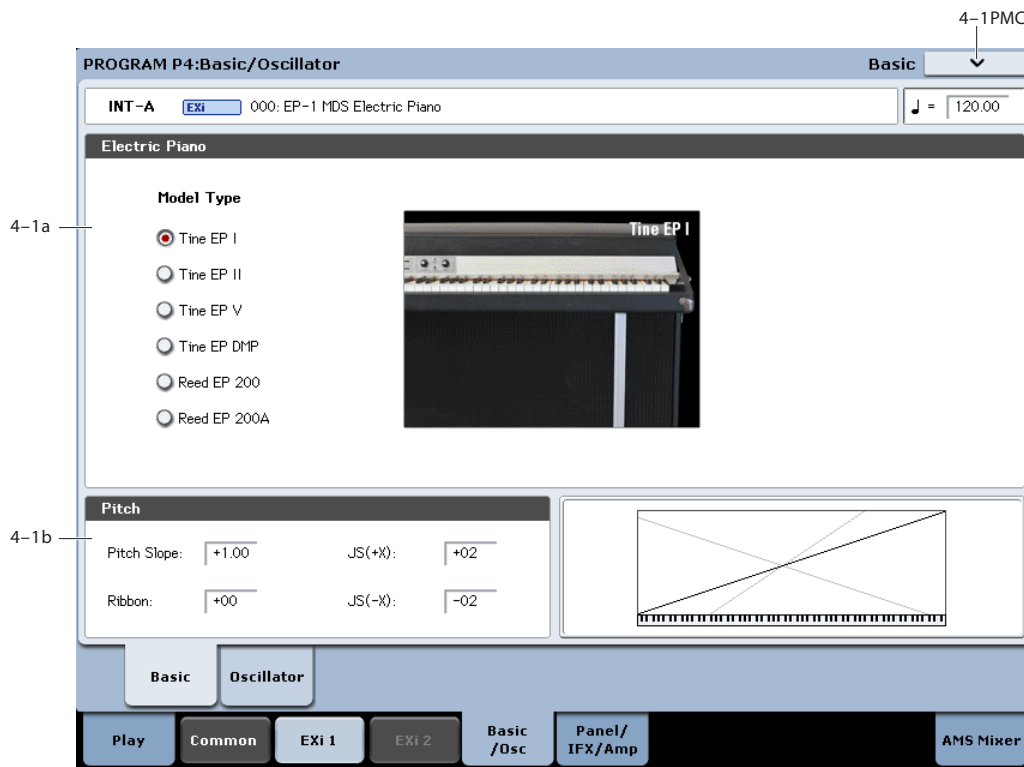 4-1PMC
PROGRAM P4:Basic/Oscillator Basic
INT-A EXi 000: EP-1 MDS Electric Piano ♩ = 120.00
Electric Piano
Model Type
4-1a
Tine EP I
Tine EP I
Tine EP II
Tine EP V
Tine EP DMP
Reed EP 200
Reed EP 200A
Pitch
4-1b
Pitch Slope: +1.00 JS(+X): +02
Ribbon: +00 JS(-X): -02
Basic Oscillator
Play Common EXi 1 EXi 2 Basic /Osc Panel/ IFX/Amp AMS Mixer